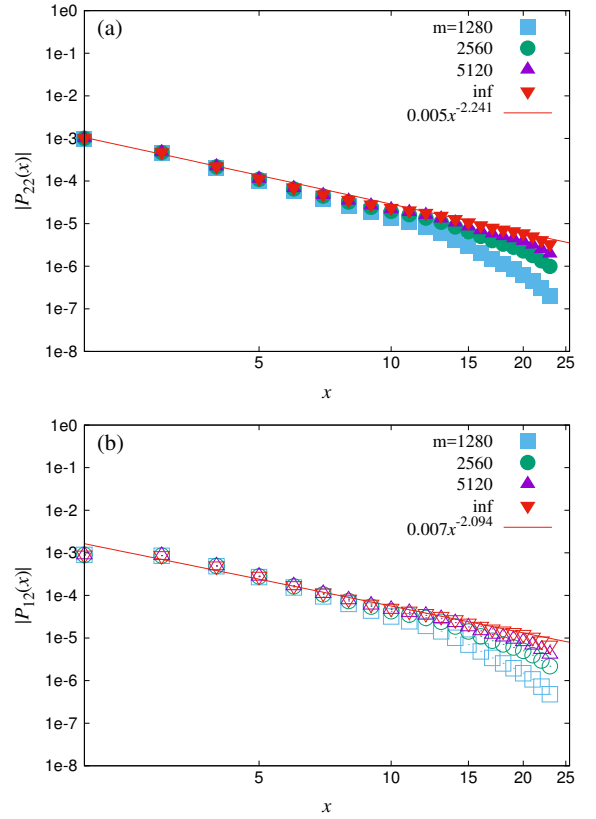 (a)
m=1280
2560
5120
inf
0.005x^-2.241
1e0
1e-1
1e-2
1e-3
1e-4
1e-5
1e-6
1e-7
1e-8
|P22(x)|
5
10
15
20
25
x
(b)
m=1280
2560
5120
inf
0.007x^-2.094
1e0
1e-1
1e-2
1e-3
1e-4
1e-5
1e-6
1e-7
1e-8
|P12(x)|
5
10
15
20
25
x